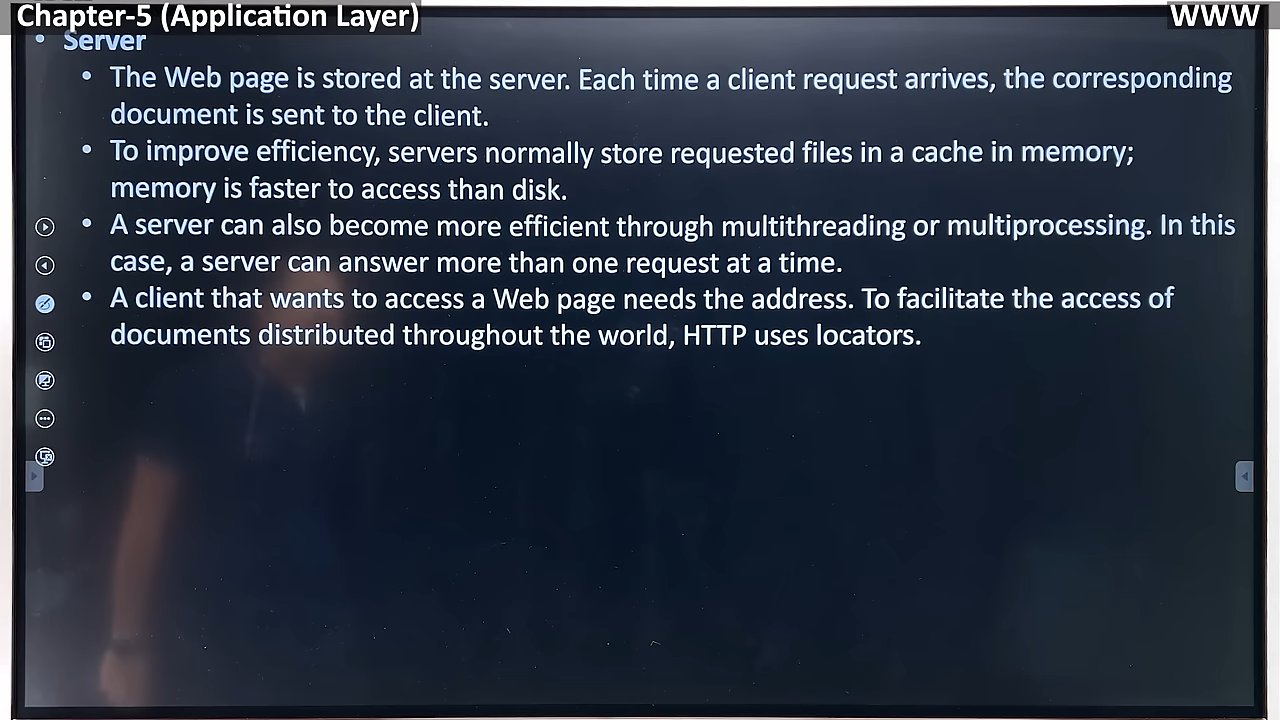 Chapter-5 (Application Layer)
WWW
• Server
• The Web page is stored at the server. Each time a client request arrives, the corresponding
document is sent to the client.
• To improve efficiency, servers normally store requested files in a cache in memory;
memory is faster to access than disk.
• A server can also become more efficient through multithreading or multiprocessing. In this
case, a server can answer more than one request at a time.
• A client that wants to access a Web page needs the address. To facilitate the access of
documents distributed throughout the world, HTTP uses locators.